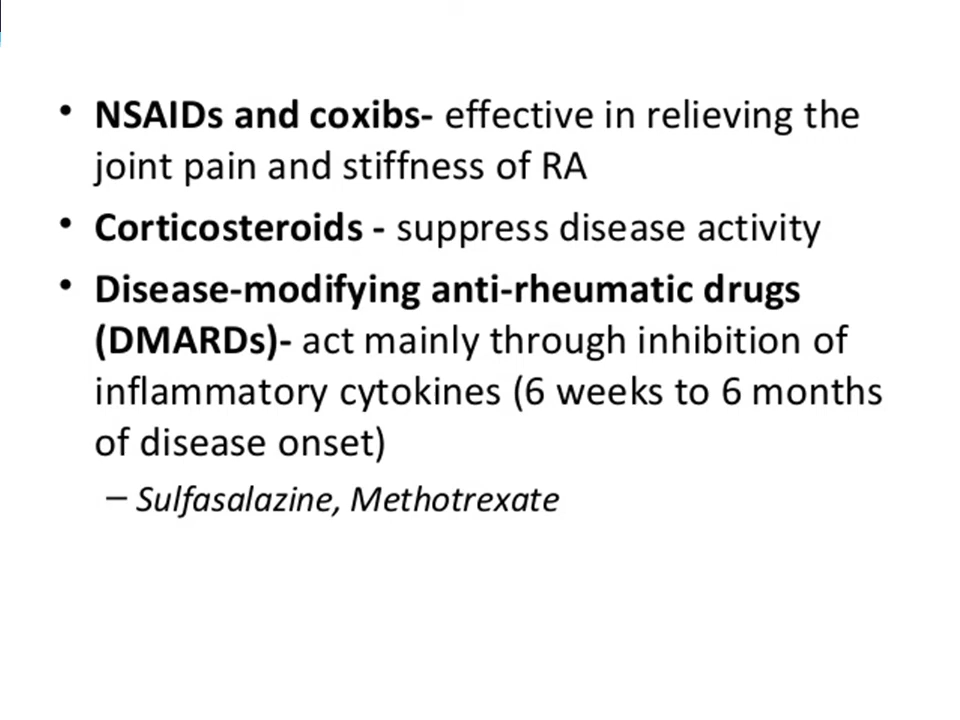 • NSAIDs and coxibs- effective in relieving the
joint pain and stiffness of RA
• Corticosteroids - suppress disease activity
• Disease-modifying anti-rheumatic drugs
(DMARDs)- act mainly through inhibition of
inflammatory cytokines (6 weeks to 6 months
of disease onset)
– Sulfasalazine, Methotrexate